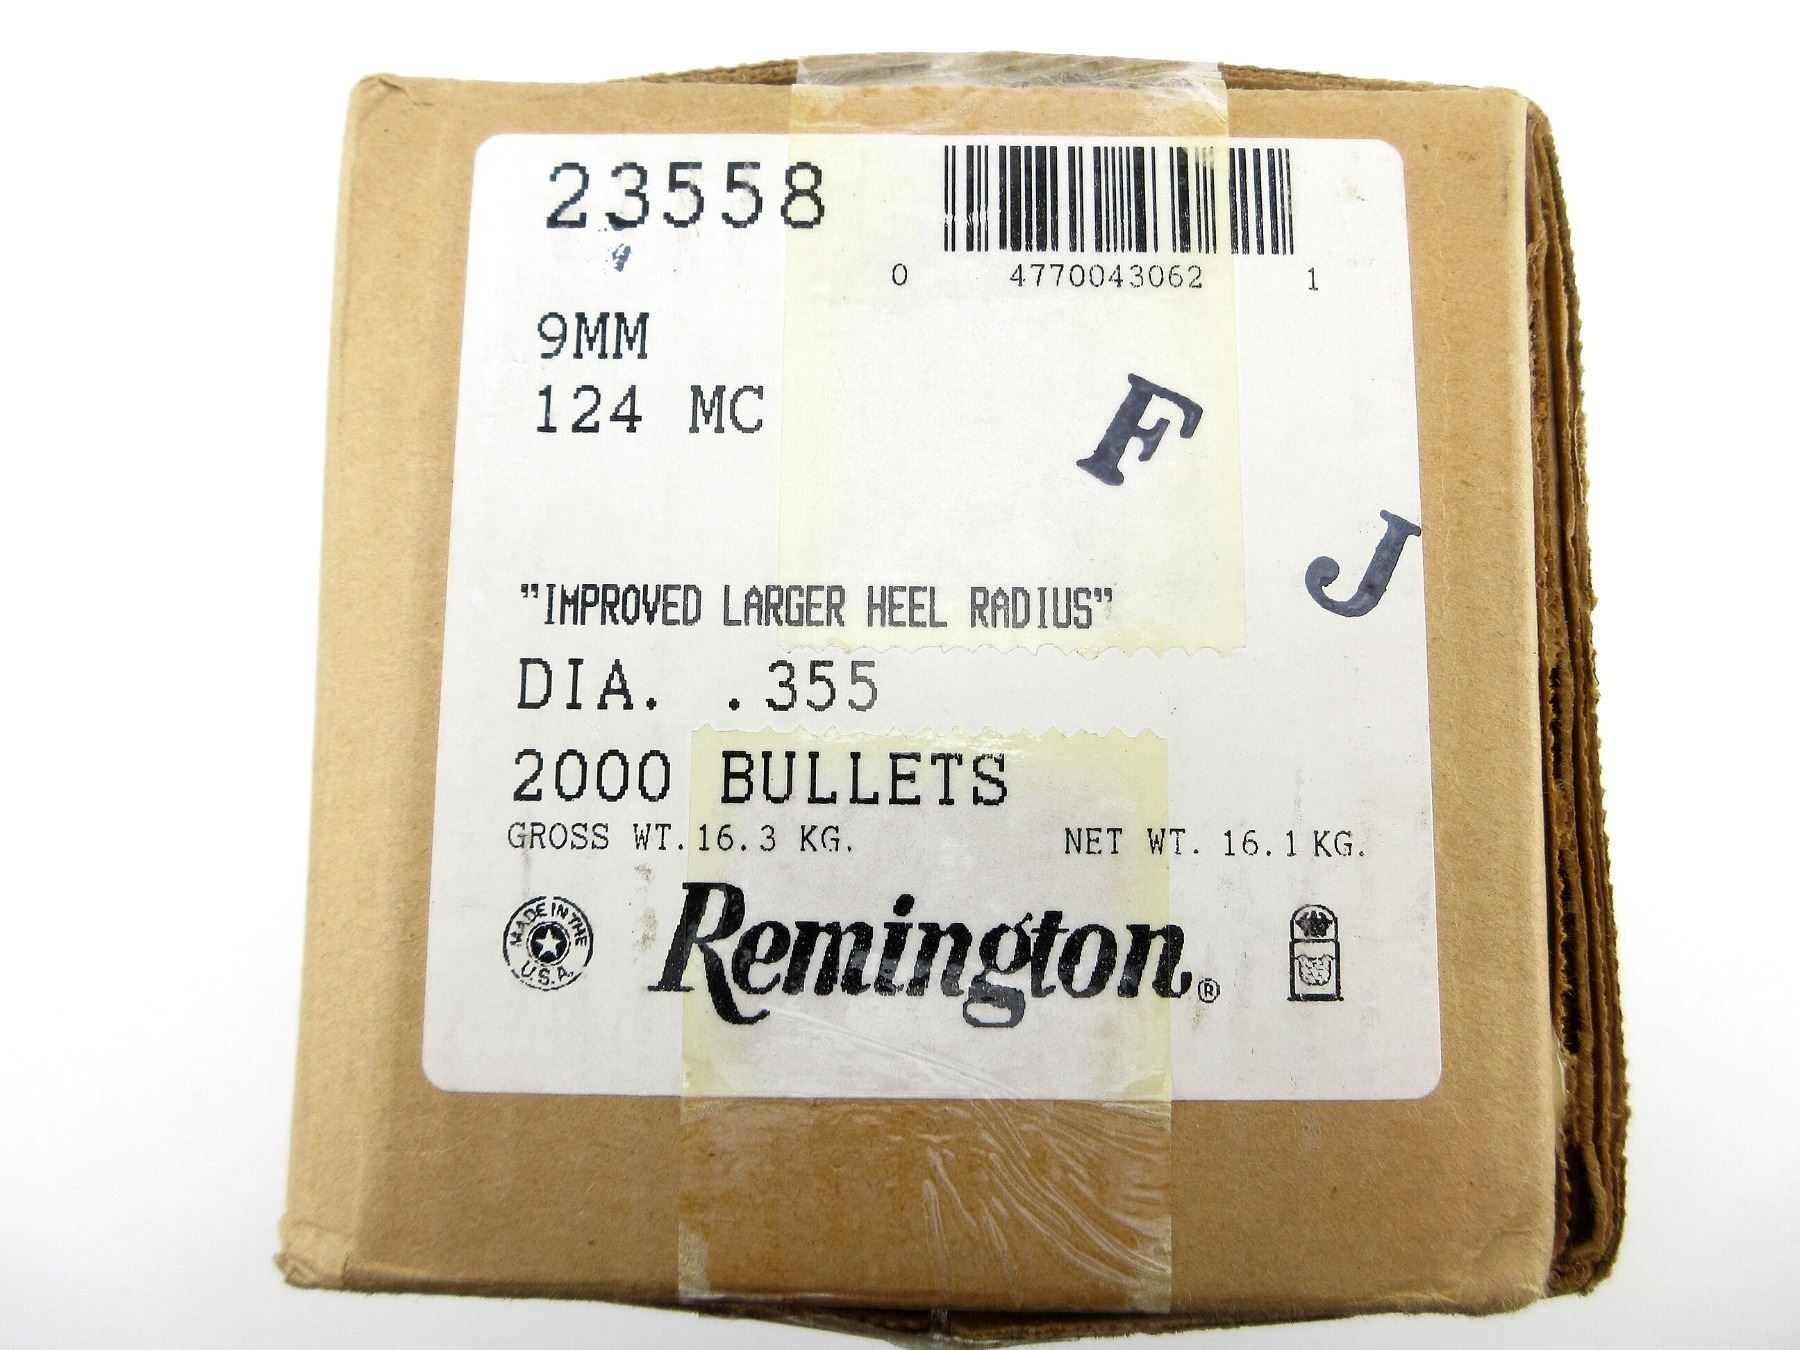 23558
0 4770043062 1
9MM
124 MC
F
J
"IMPROVED LARGER HEEL RADIUS"
DIA. .355
2000 BULLETS
GROSS WT. 16.3 KG. NET WT. 16.1 KG.
MADE IN THE U.S.A.
Remington®